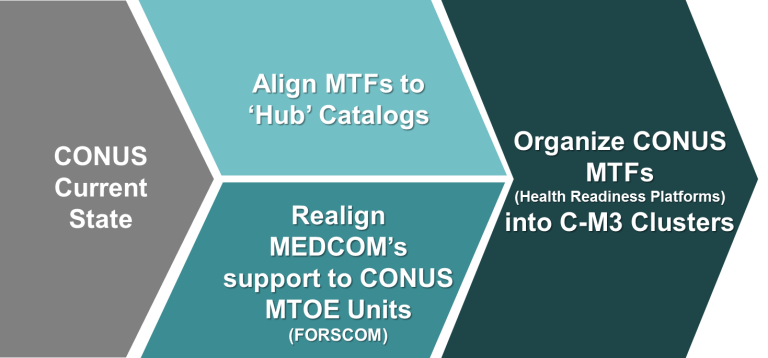 CONUS
Current
State
Align MTFs to
‘Hub’ Catalogs
Realign
MEDCOM’s
support to CONUS
MTOE Units
(FORSCOM)
Organize CONUS
MTFs
(Health Readiness Platforms)
into C-M3 Clusters